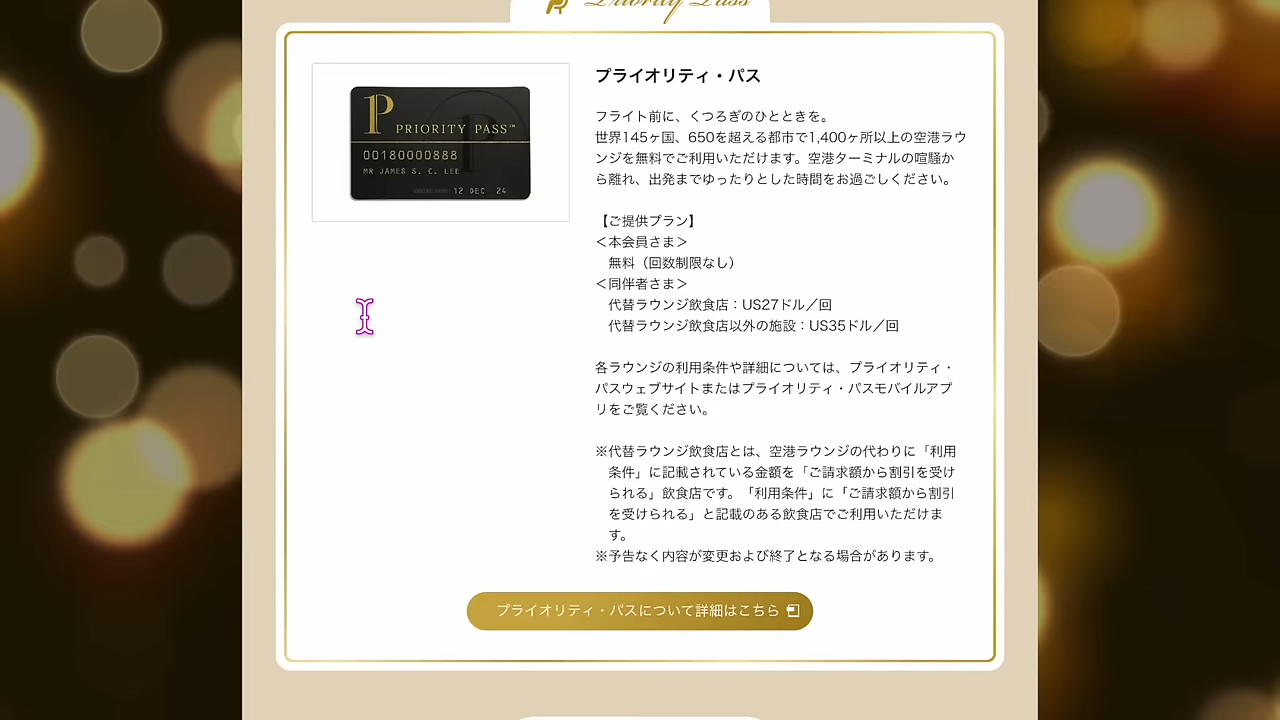 Priority Pass
プライオリティ・パス
PRIORITY PASS™
00180000888
MR JAMES S. C. LEE
12 DEC 24
フライト前に、くつろぎのひとときを。
世界145ヶ国、650を超える都市で1,400ヶ所以上の空港ラウ
ンジを無料でご利用いただけます。空港ターミナルの喧騒か
ら離れ、出発までゆったりとした時間をお過ごしください。
【ご提供プラン】
＜本会員さま＞
無料（回数制限なし）
＜同伴者さま＞
代替ラウンジ飲食店：US27ドル／回
代替ラウンジ飲食店以外の施設：US35ドル／回
各ラウンジの利用条件や詳細については、プライオリティ・
パスウェブサイトまたはプライオリティ・パスモバイルアプ
リをご覧ください。
※代替ラウンジ飲食店とは、空港ラウンジの代わりに「利用
条件」に記載されている金額を「ご請求額から割引を受け
られる」飲食店です。「利用条件」に「ご請求額から割引
を受けられる」と記載のある飲食店でご利用いただけま
す。
※予告なく内容が変更および終了となる場合があります。
プライオリティ・パスについて詳細はこちら